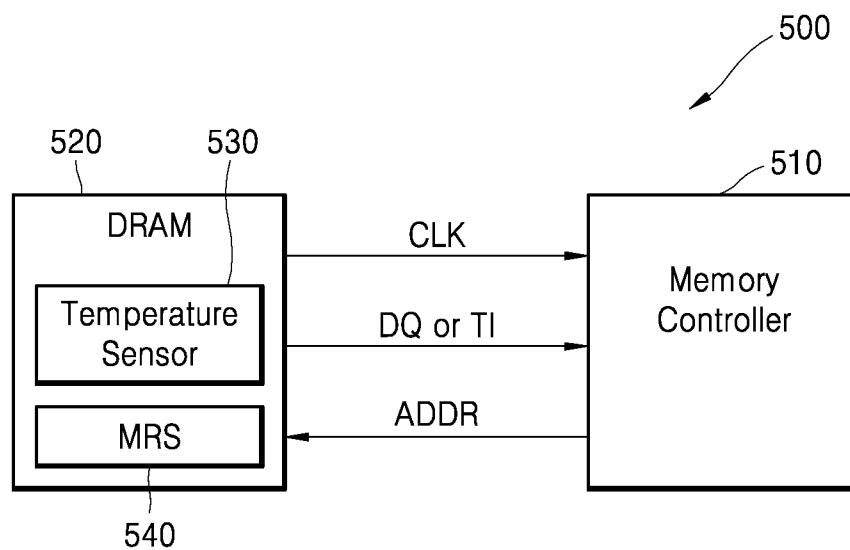 500
520
530
510
DRAM
CLK
Temperature
Sensor
Memory
Controller
DQ or TI
ADDR
MRS
540